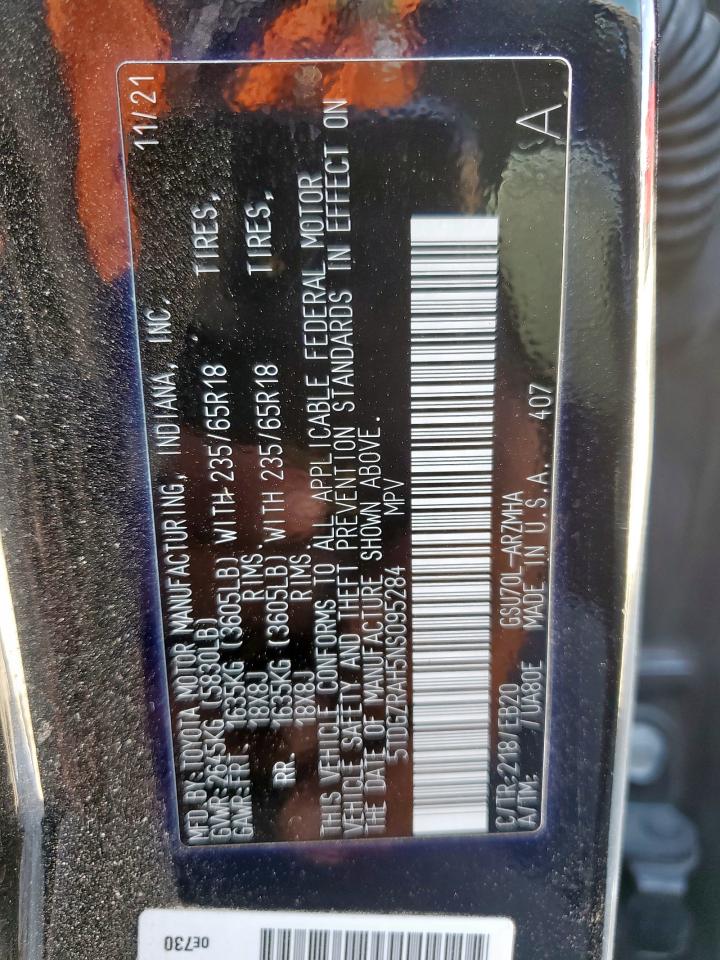 MFD.BY:TOYOTA MOTOR MANUFACTURING, INDIANA, INC. 11/21
GVWR:2645KG(5830LB)
GAWR:FRT. 1635KG (3605LB) WITH 235/65R18 TIRES,
18X8J RIMS.
RR. 1635KG (3605LB) WITH 235/65R18 TIRES,
18X8J RIMS.
THIS VEHICLE CONFORMS TO ALL APPLICABLE FEDERAL MOTOR
VEHICLE SAFETY AND THEFT PREVENTION STANDARDS IN EFFECT ON
THE DATE OF MANUFACTURE SHOWN ABOVE.
5TDGZRAH5NS095284 MPV
C/TR:218/FB20 GSU70L-ARZMHA
A/TM: /UA80E MADE IN U.S.A. 407 A
0E730